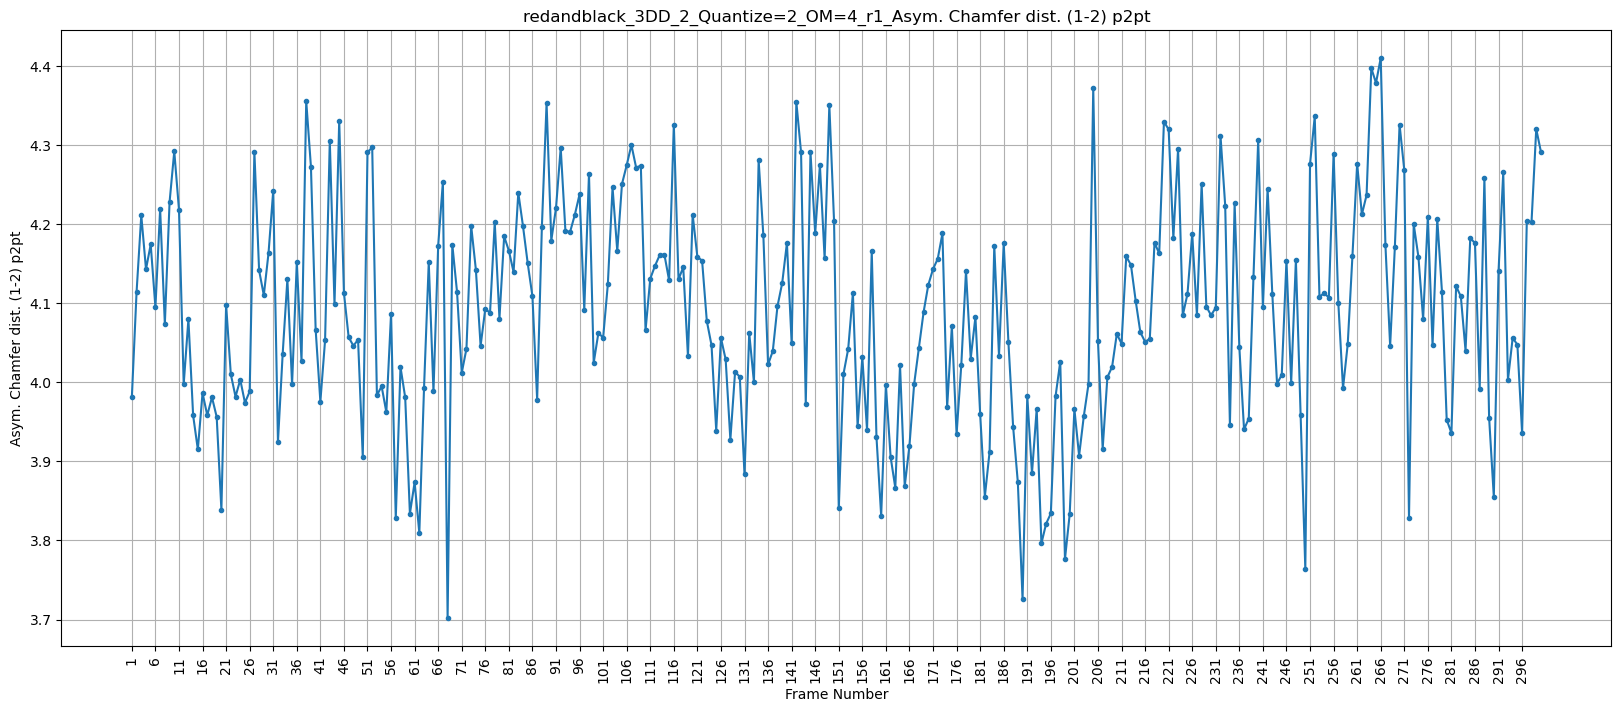 redandblack_3DD_2_Quantize=2_OM=4_r1_Asym. Chamfer dist. (1-2) p2pt
Asym. Chamfer dist. (1-2) p2pt
4.4
4.3
4.2
4.1
4.0
3.9
3.8
3.7
1 6 11 16 21 26 31 36 41 46 51 56 61 66 71 76 81 86 91 96 101 106 111 116 121 126 131 136 141 146 151 156 161 166 171 176 181 186 191 196 201 206 211 216 221 226 231 236 241 246 251 256 261 266 271 276 281 286 291 296
Frame Number